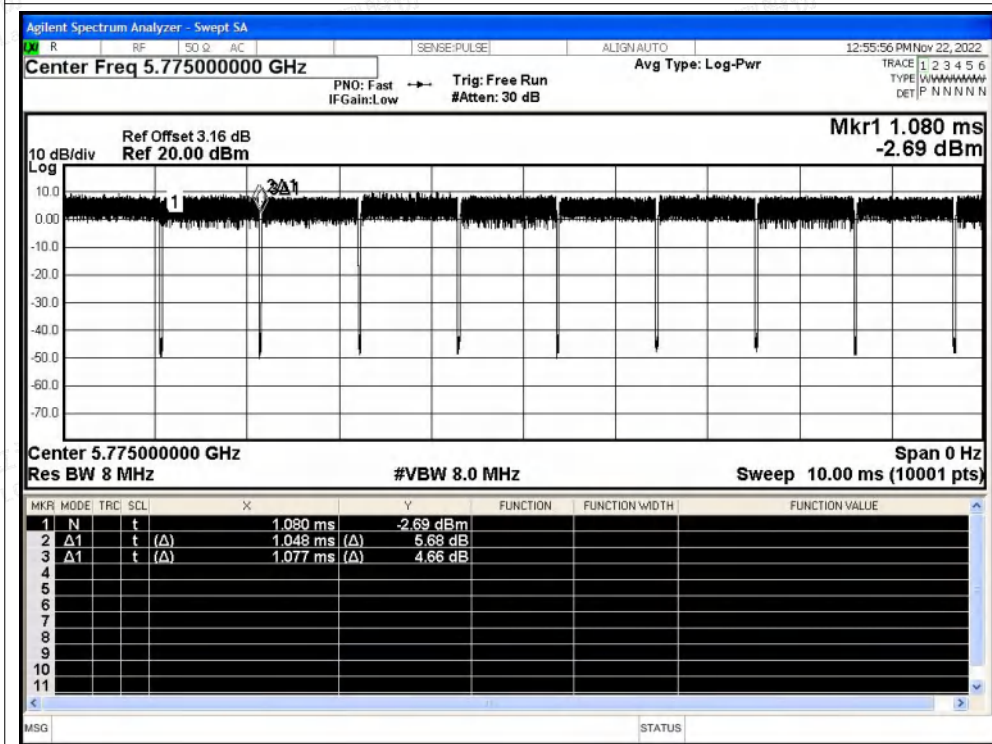 Agilent Spectrum Analyzer - Swept SA
LXI R RF 50 Ω AC SENSE:PULSE ALIGN AUTO 12:55:56 PM Nov 22, 2022
Center Freq 5.775000000 GHz Avg Type: Log-Pwr TRACE 1 2 3 4 5 6
PNO: Fast Trig: Free Run TYPE WWWWWW
IFGain:Low #Atten: 30 dB DET P N N N N N
Mkr1 1.080 ms
Ref Offset 3.16 dB
10 dB/div Ref 20.00 dBm -2.69 dBm
Log
10.0
0.00
-10.0
-20.0
-30.0
-40.0
-50.0
-60.0
-70.0
1
3Δ1
Center 5.775000000 GHz Span 0 Hz
Res BW 8 MHz #VBW 8.0 MHz Sweep 10.00 ms (10001 pts)
MKR MODE TRC SCL X Y FUNCTION FUNCTION WIDTH FUNCTION VALUE
1 N t 1.080 ms -2.69 dBm
2 Δ1 t (Δ) 1.048 ms (Δ) 5.68 dB
3 Δ1 t (Δ) 1.077 ms (Δ) 4.66 dB
4
5
6
7
8
9
10
11
MSG STATUS